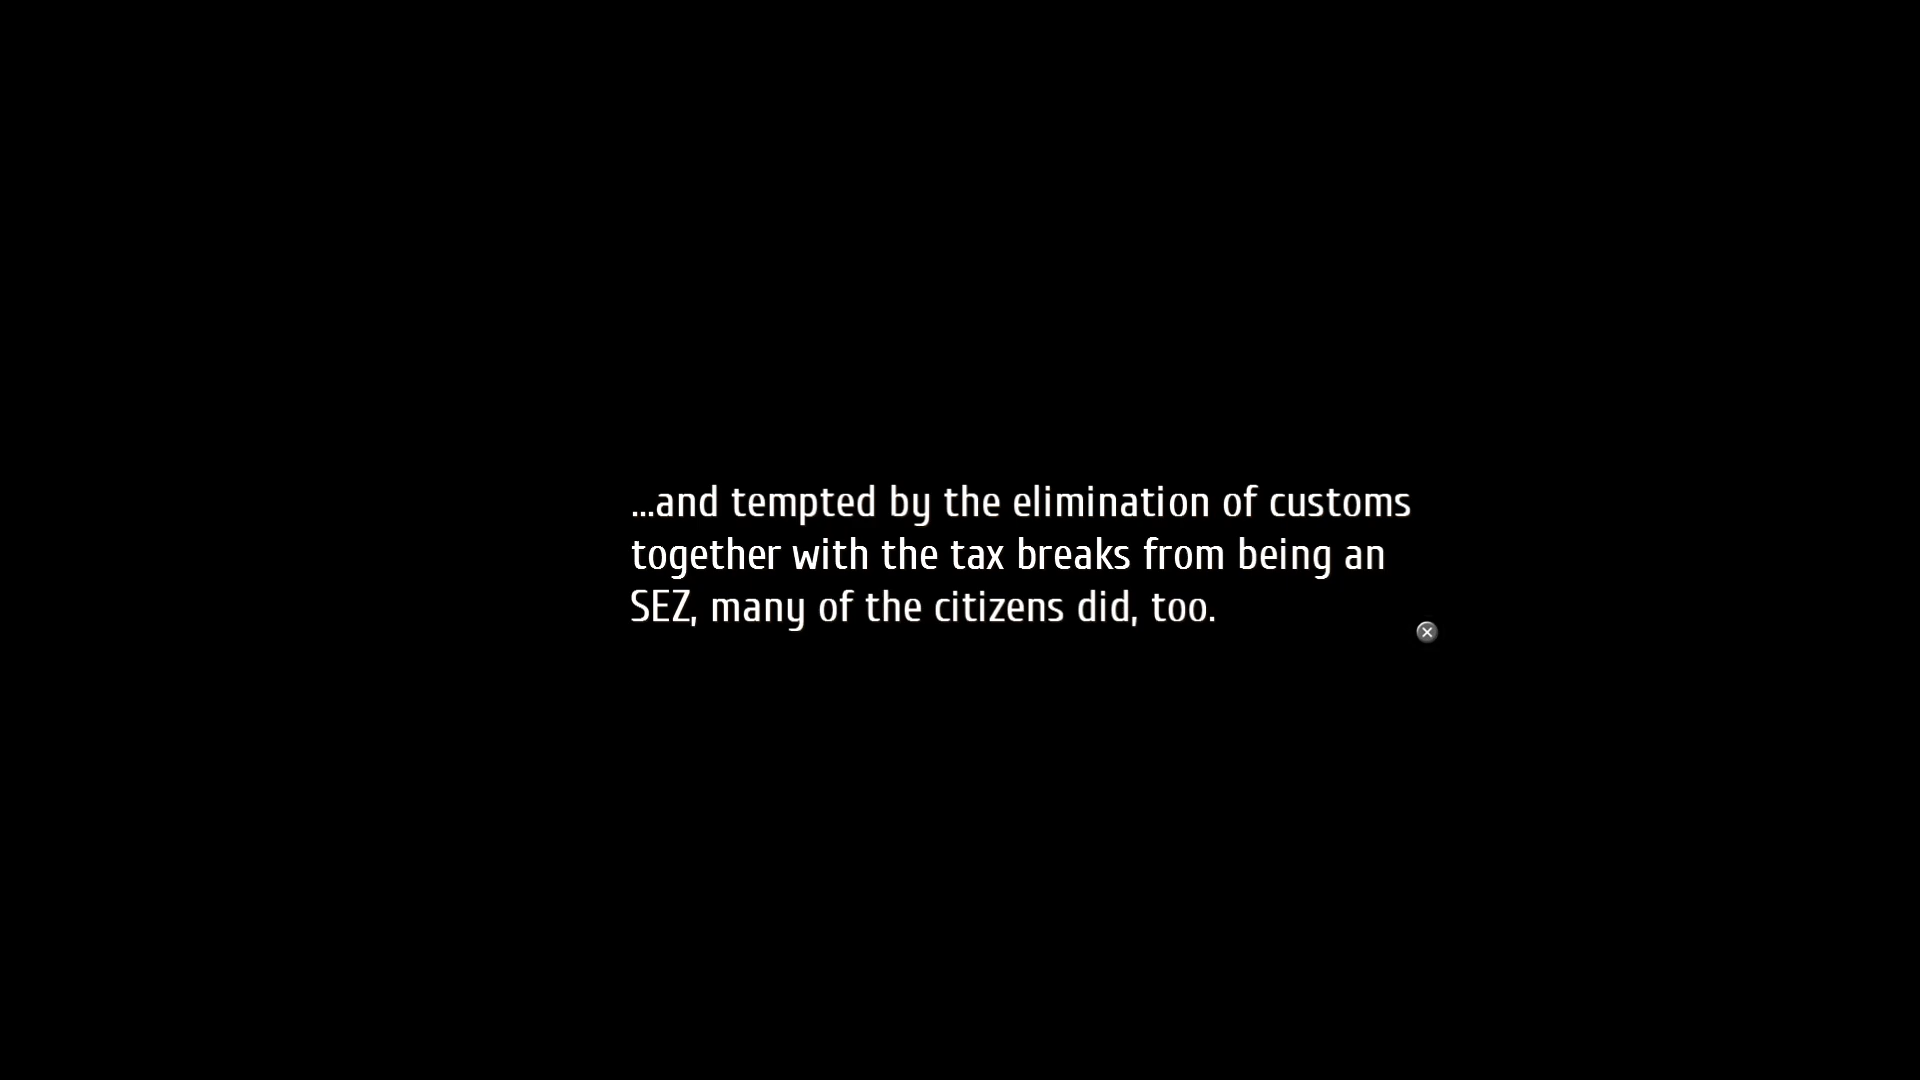 ...and tempted by the elimination of customs
together with the tax breaks from being an
SEZ, many of the citizens did, too.